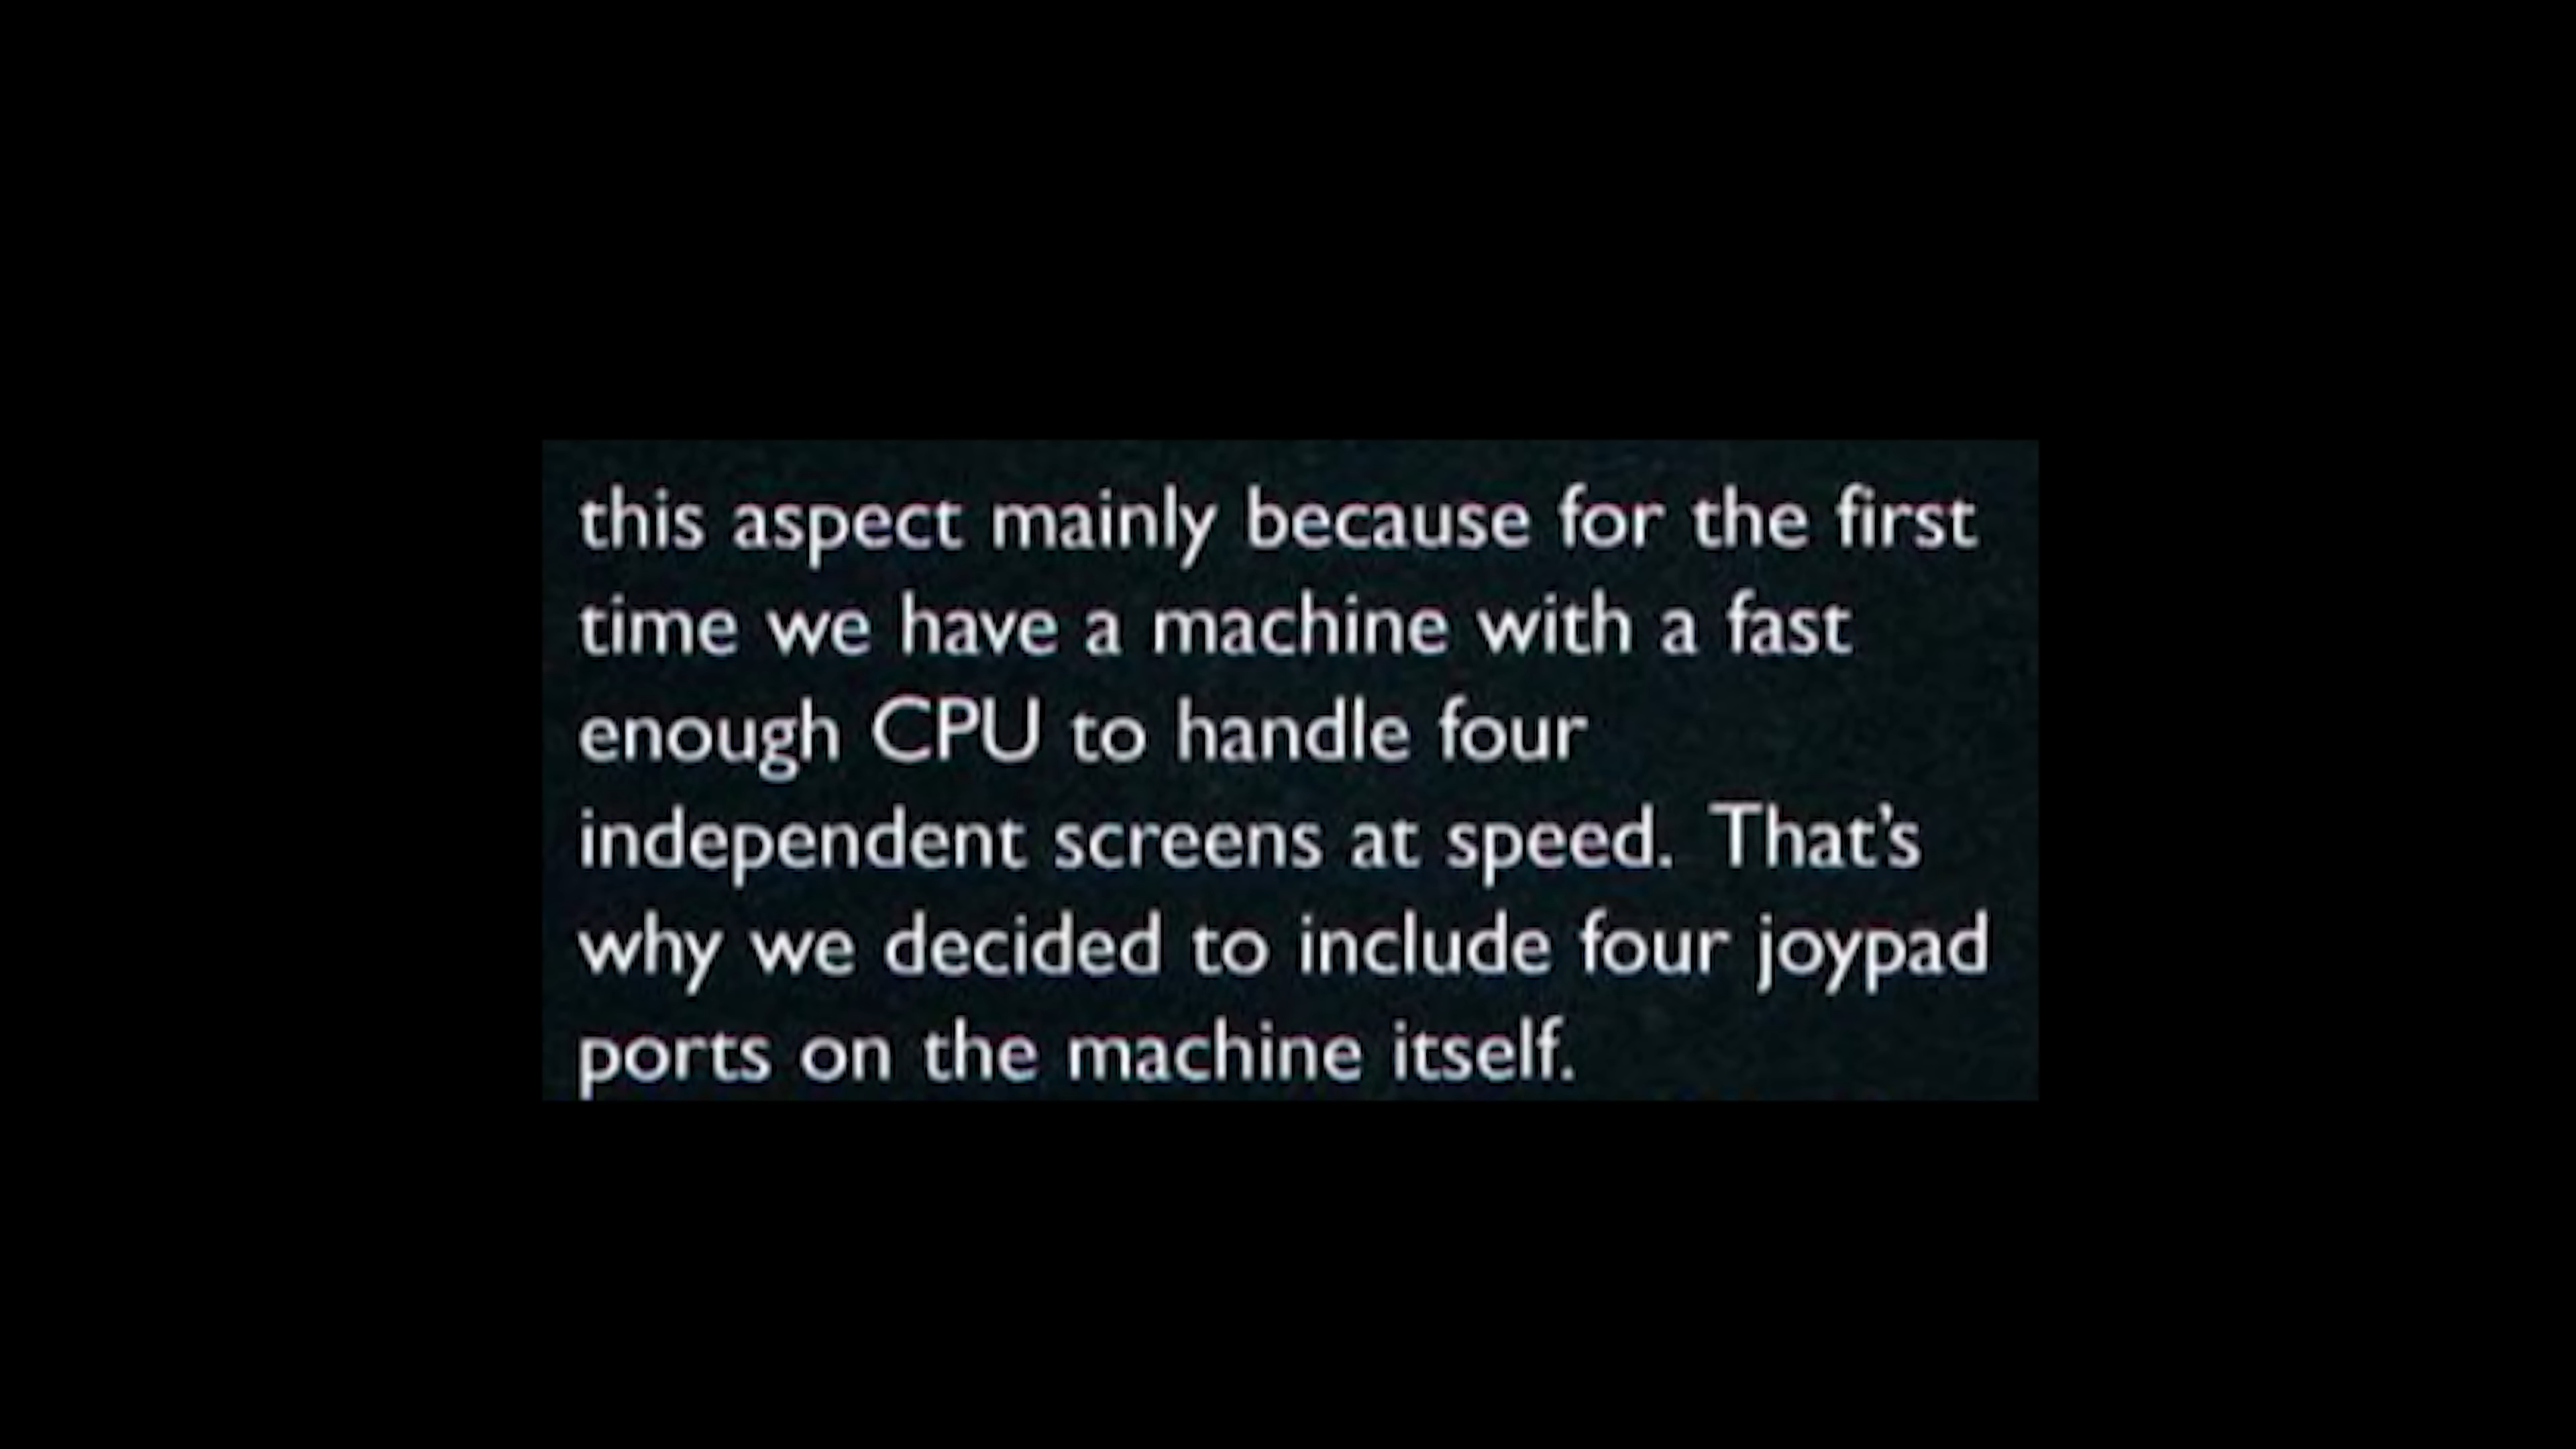 this aspect mainly because for the first
time we have a machine with a fast
enough CPU to handle four
independent screens at speed. That’s
why we decided to include four joypad
ports on the machine itself.